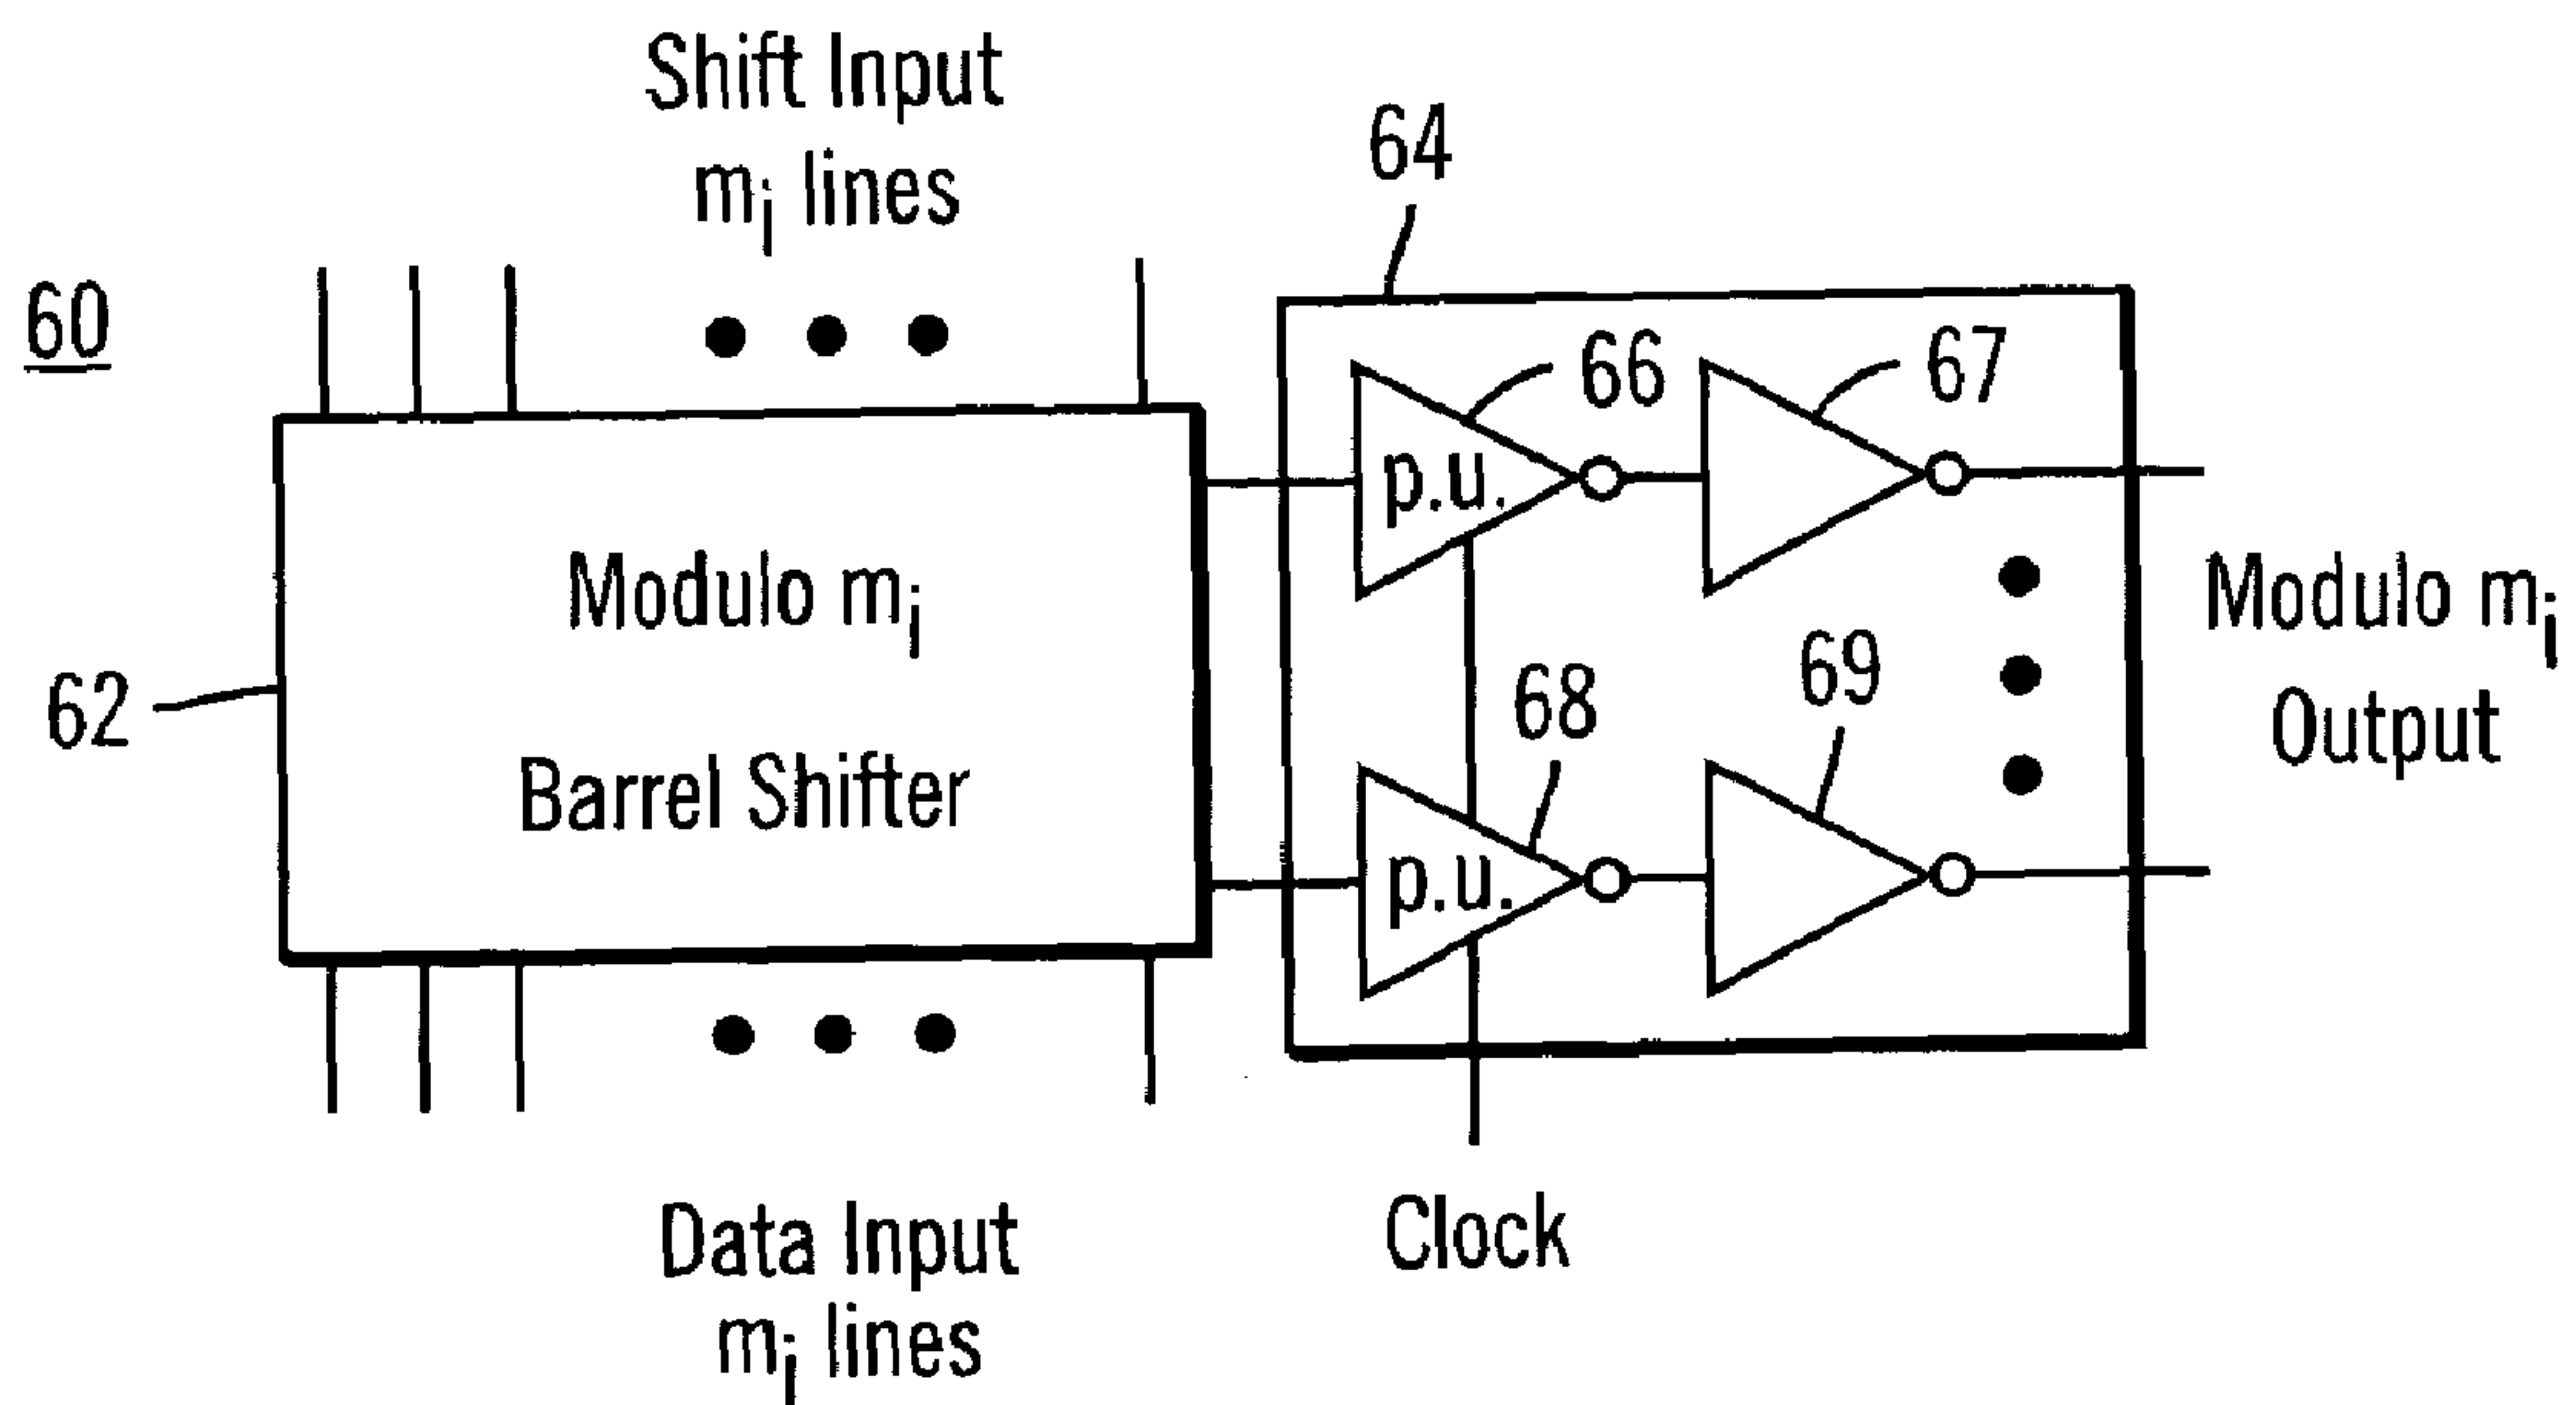 Shift Input
mi lines
64
60
66
67
p.u.
Modulo mi
Barrel Shifter
62
68
69
p.u.
Modulo mi
Output
Data Input
mi lines
Clock